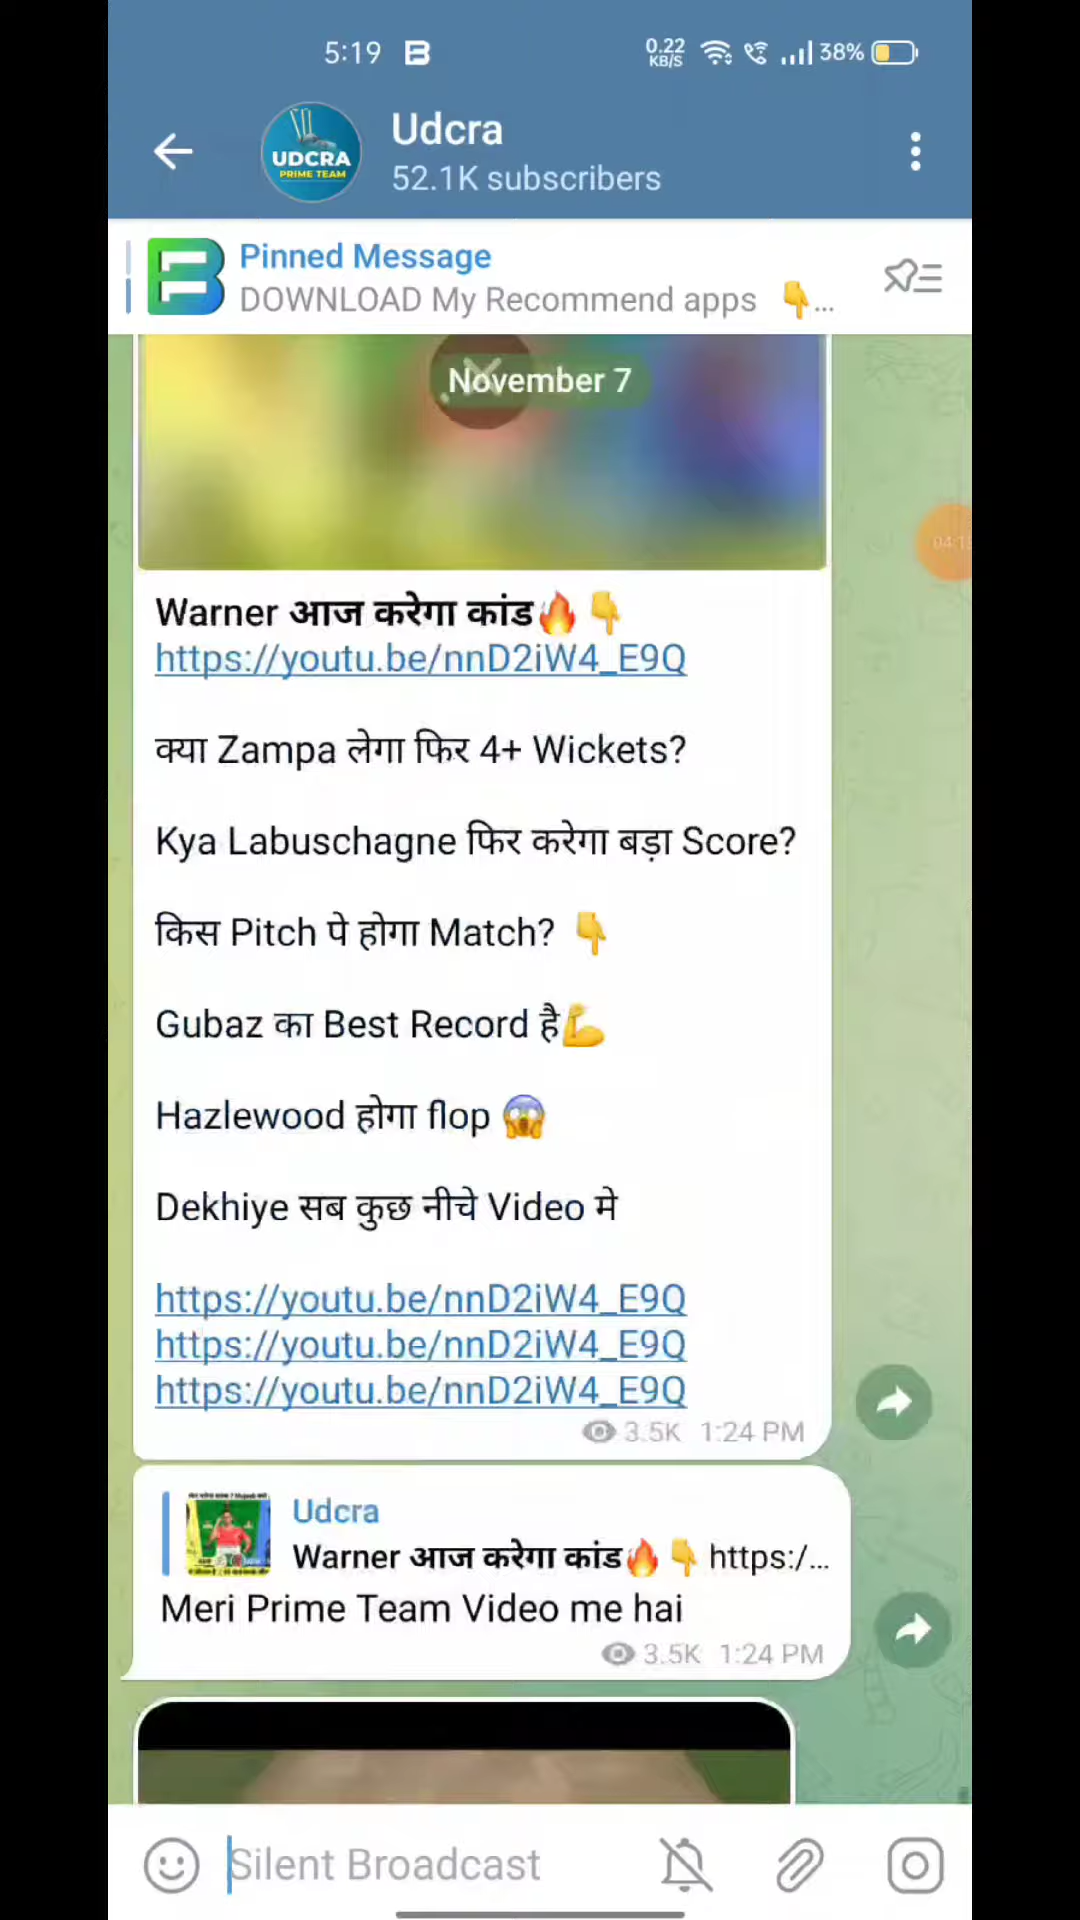 5:19
0.22 KB/S
38%
UDCRA
PRIME TEAM
Udcra
52.1K subscribers
Pinned Message
DOWNLOAD My Recommend apps 👇...
November 7
04:1
Warner आज करेगा कांड🔥👇
https://youtu.be/nnD2iW4_E9Q
क्या Zampa लेगा फिर 4+ Wickets?
Kya Labuschagne फिर करेगा बड़ा Score?
किस Pitch पे होगा Match? 👇
Gubaz का Best Record है💪
Hazlewood होगा flop 😱
Dekhiye सब कुछ नीचे Video मे
https://youtu.be/nnD2iW4_E9Q
https://youtu.be/nnD2iW4_E9Q
https://youtu.be/nnD2iW4_E9Q
3.5K 1:24 PM
Udcra
Warner आज करेगा कांड🔥👇 https:/...
Meri Prime Team Video me hai
3.5K 1:24 PM
Silent Broadcast